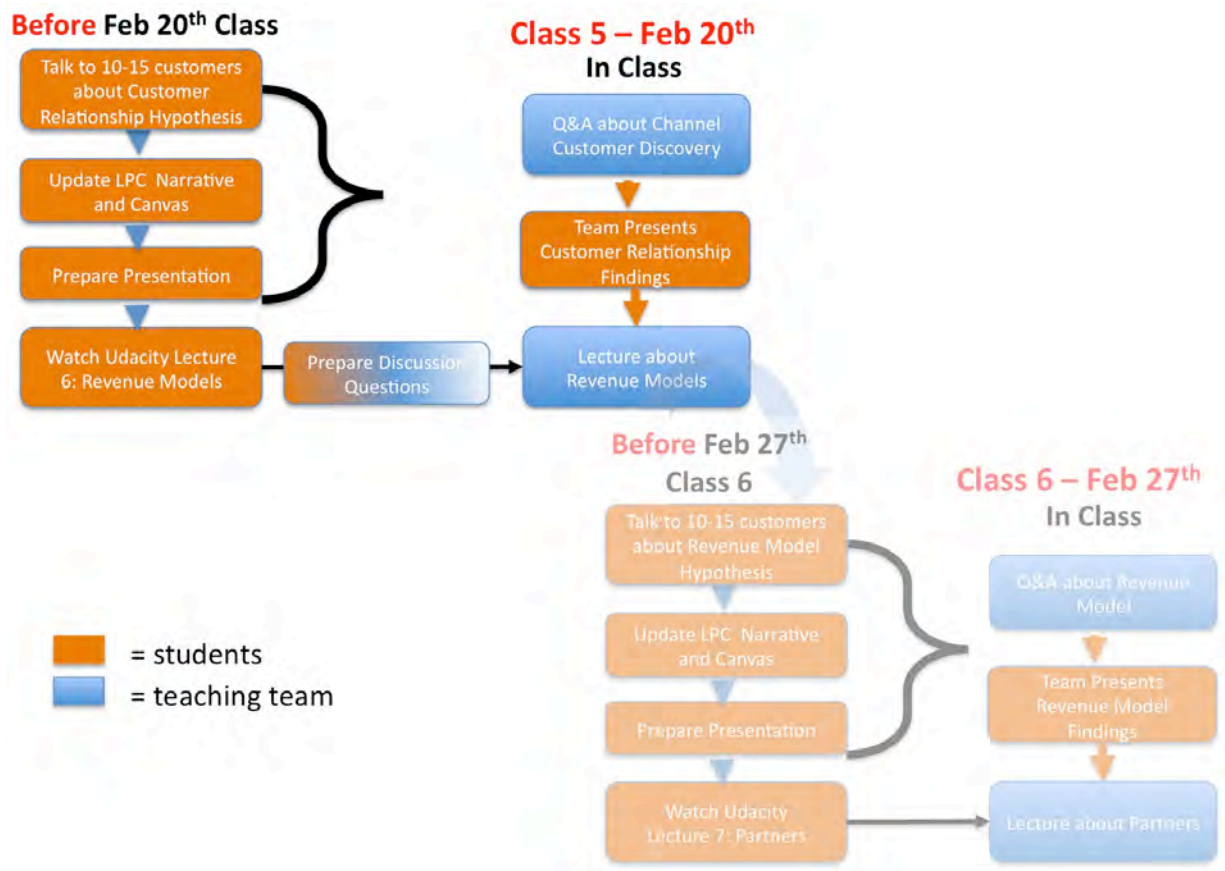 Before Feb 20th Class
Talk to 10-15 customers
about Customer
Relationship Hypothesis
Update LPC Narrative
and Canvas
Prepare Presentation
Watch Udacity Lecture
6: Revenue Models
Prepare Discussion
Questions
Class 5 – Feb 20th
In Class
Q&A about Channel
Customer Discovery
Team Presents
Customer Relationship
Findings
Lecture about
Revenue Models
Before Feb 27th
Class 6
Talk to 10-15 customers
about Revenue Model
Hypothesis
Update LPC Narrative
and Canvas
Prepare Presentation
Watch Udacity
Lecture 7: Partners
Class 6 – Feb 27th
In Class
Q&A about Revenue
Model
Team Presents
Revenue Model
Findings
Lecture about Partners
= students
= teaching team